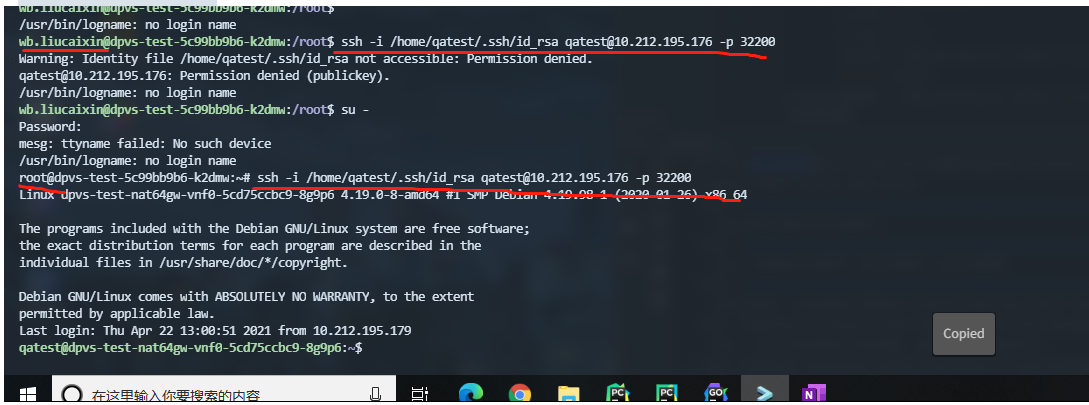 wb.liucaixin@dpvs-test-5c99bb9b6-k2dmw:/root$
/usr/bin/logname: no login name
wb.liucaixin@dpvs-test-5c99bb9b6-k2dmw:/root$ ssh -i /home/qatest/.ssh/id_rsa qatest@10.212.195.176 -p 32200
Warning: Identity file /home/qatest/.ssh/id_rsa not accessible: Permission denied.
qatest@10.212.195.176: Permission denied (publickey).
/usr/bin/logname: no login name
wb.liucaixin@dpvs-test-5c99bb9b6-k2dmw:/root$ su -
Password:
mesg: ttyname failed: No such device
/usr/bin/logname: no login name
root@dpvs-test-5c99bb9b6-k2dmw:~# ssh -i /home/qatest/.ssh/id_rsa qatest@10.212.195.176 -p 32200
Linux dpvs-test-nat64gw-vnf0-5cd75ccbc9-8g9p6 4.19.0-8-amd64 #1 SMP Debian 4.19.98-1 (2020-01-26) x86_64
The programs included with the Debian GNU/Linux system are free software;
the exact distribution terms for each program are described in the
individual files in /usr/share/doc/*/copyright.
Debian GNU/Linux comes with ABSOLUTELY NO WARRANTY, to the extent
permitted by applicable law.
Last login: Thu Apr 22 13:00:51 2021 from 10.212.195.179
qatest@dpvs-test-nat64gw-vnf0-5cd75ccbc9-8g9p6:~$
Copied
在这里输入你要搜索的内容
PC
PC
GO
N